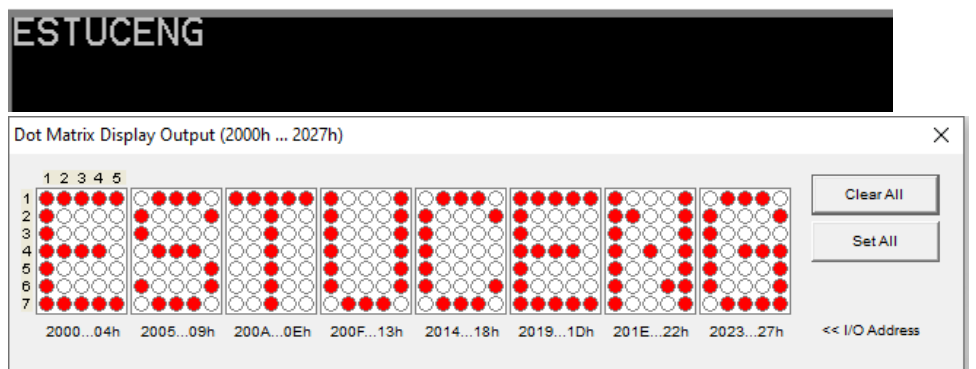 ESTUCENG
Dot Matrix Display Output (2000h ... 2027h)
1 2 3 4 5
1
2
3
4
5
6
7
ESTUCENG
Clear All
Set All
2000...04h 2005...09h 200A...0Eh 200F...13h 2014...18h 2019...1Dh 201E...22h 2023...27h << I/O Address